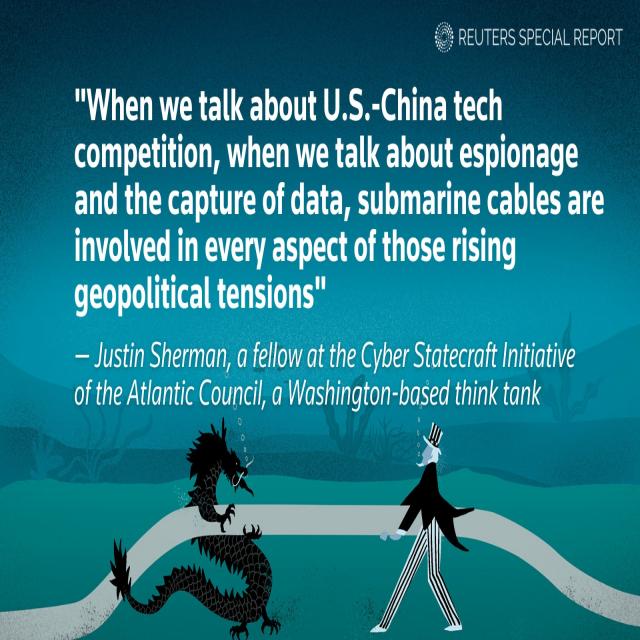 REUTERS SPECIAL REPORT
"When we talk about U.S.-China tech
competition, when we talk about espionage
and the capture of data, submarine cables are
involved in every aspect of those rising
geopolitical tensions"
– Justin Sherman, a fellow at the Cyber Statecraft Initiative
of the Atlantic Council, a Washington-based think tank